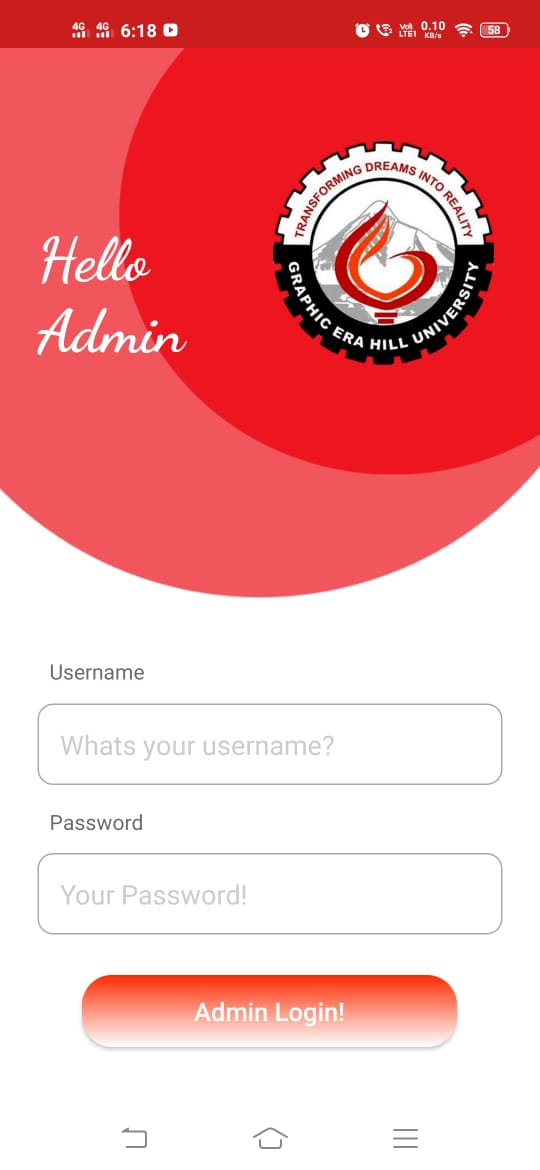 4G 4G 6:18 Vo) LTE1 0.10 KB/s 58
TRANSFORMING DREAMS INTO REALITY
GRAPHIC ERA HILL UNIVERSITY
Hello
Admin
Username
Whats your username?
Password
Your Password!
Admin Login!